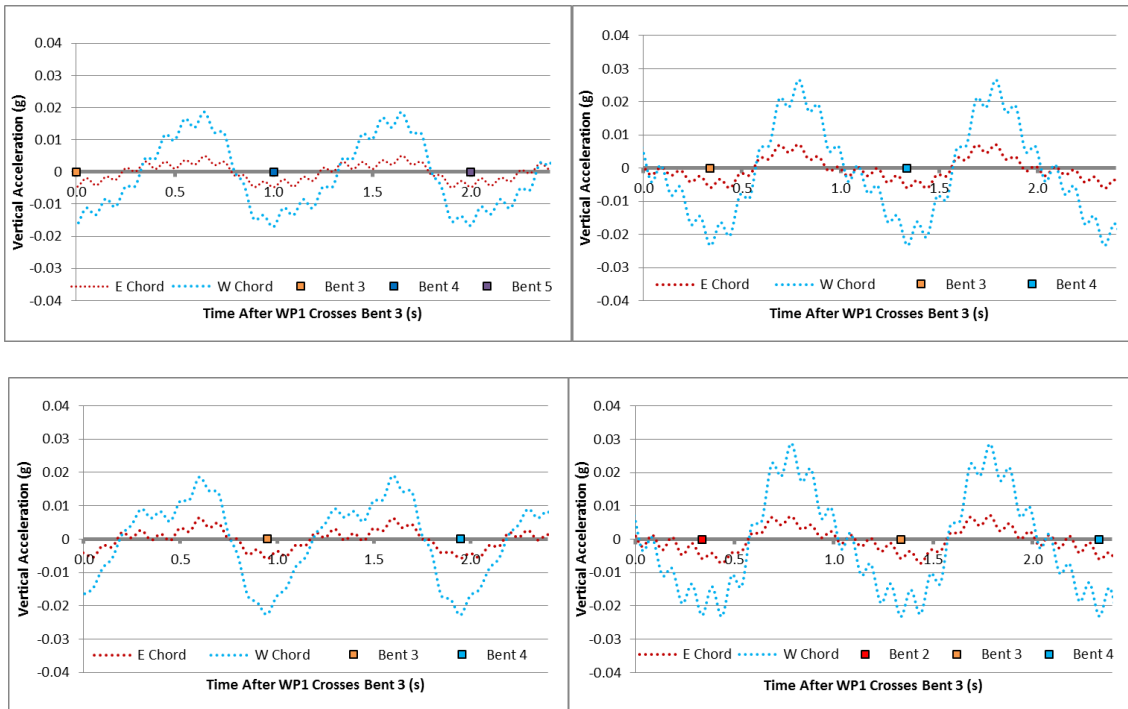 0.04
0.03
0.02
0.01
0
-0.01
-0.02
-0.03
-0.04
Vertical Acceleration (g)
0.0 0.5 1.0 1.5 2.0
E Chord W Chord Bent 3 Bent 4 Bent 5
Time After WP1 Crosses Bent 3 (s)
0.04
0.03
0.02
0.01
0
-0.01
-0.02
-0.03
-0.04
Vertical Acceleration (g)
0.0 0.5 1.0 1.5 2.0
E Chord W Chord Bent 3 Bent 4
Time After WP1 Crosses Bent 3 (s)
0.04
0.03
0.02
0.01
0
-0.01
-0.02
-0.03
-0.04
Vertical Acceleration (g)
0.0 0.5 1.0 1.5 2.0
E Chord W Chord Bent 3 Bent 4
Time After WP1 Crosses Bent 3 (s)
0.04
0.03
0.02
0.01
0
-0.01
-0.02
-0.03
-0.04
Vertical Acceleration (g)
0.0 0.5 1.0 1.5 2.0
E Chord W Chord Bent 2 Bent 3 Bent 4
Time After WP1 Crosses Bent 3 (s)